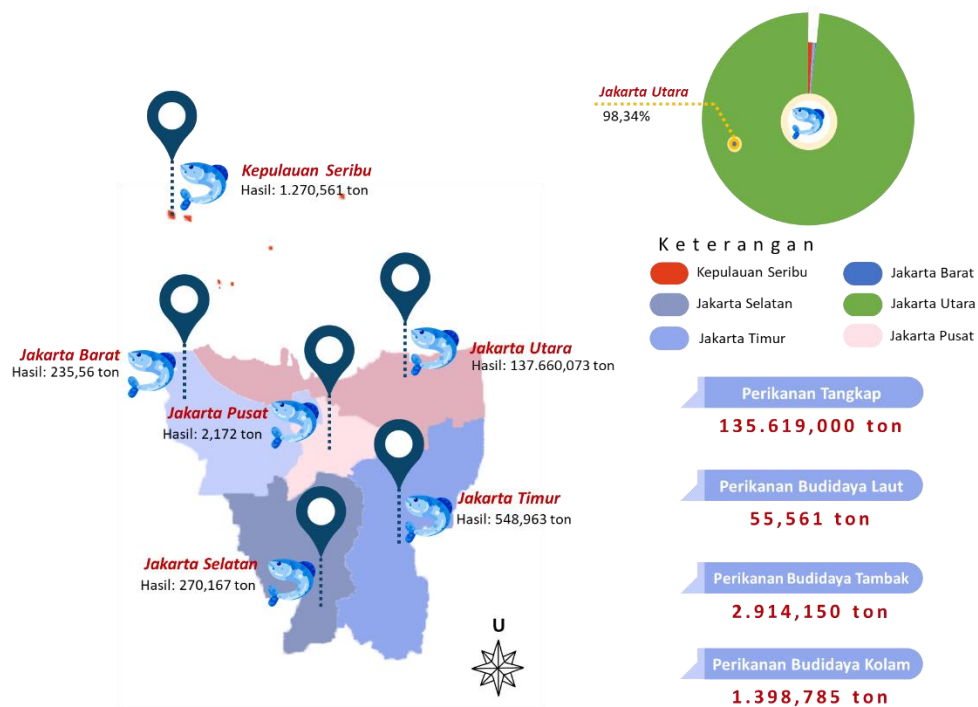 Jakarta Utara
98,34%
Kepulauan Seribu
Hasil: 1.270,561 ton
Keterangan
Kepulauan Seribu
Jakarta Barat
Jakarta Selatan
Jakarta Utara
Jakarta Timur
Jakarta Pusat
Jakarta Barat
Hasil: 235,56 ton
Jakarta Utara
Hasil: 137.660,073 ton
Jakarta Pusat
Hasil: 2,172 ton
Jakarta Timur
Hasil: 548,963 ton
Jakarta Selatan
Hasil: 270,167 ton
U
Perikanan Tangkap
135.619,000 ton
Perikanan Budidaya Laut
55,561 ton
Perikanan Budidaya Tambak
2.914,150 ton
Perikanan Budidaya Kolam
1.398,785 ton